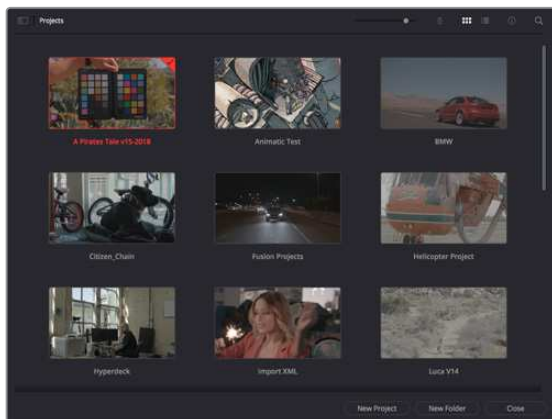 Projects
A Pirates Tale v15-2018
Animatic Test
BMW
Citizen_Chain
Fusion Projects
Helicopter Project
Hyperdeck
Import XML
Luca V14
New Project
New Folder
Close